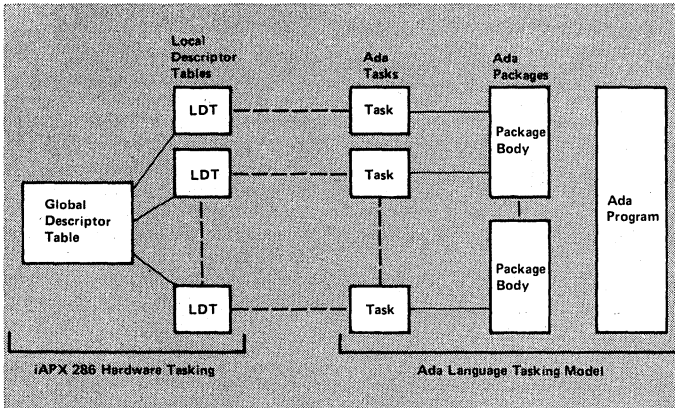 Local
Descriptor
Tables
Ada
Tasks
Ada
Packages
LDT
Task
Package
Body
LDT
Task
Global
Descriptor
Table
Ada
Program
Package
Body
LDT
Task
iAPX 286 Hardware Tasking
Ada Language Tasking Model